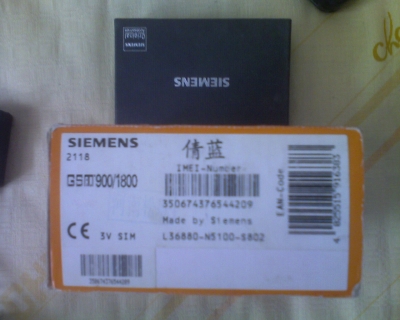 SIEMENS
SIEMENS
2118
倩蓝
IMEI-Number:
GSM 900/1800
350674376544209
EAN-Code
Made by Siemens
3V SIM
L36880-N5100-S802